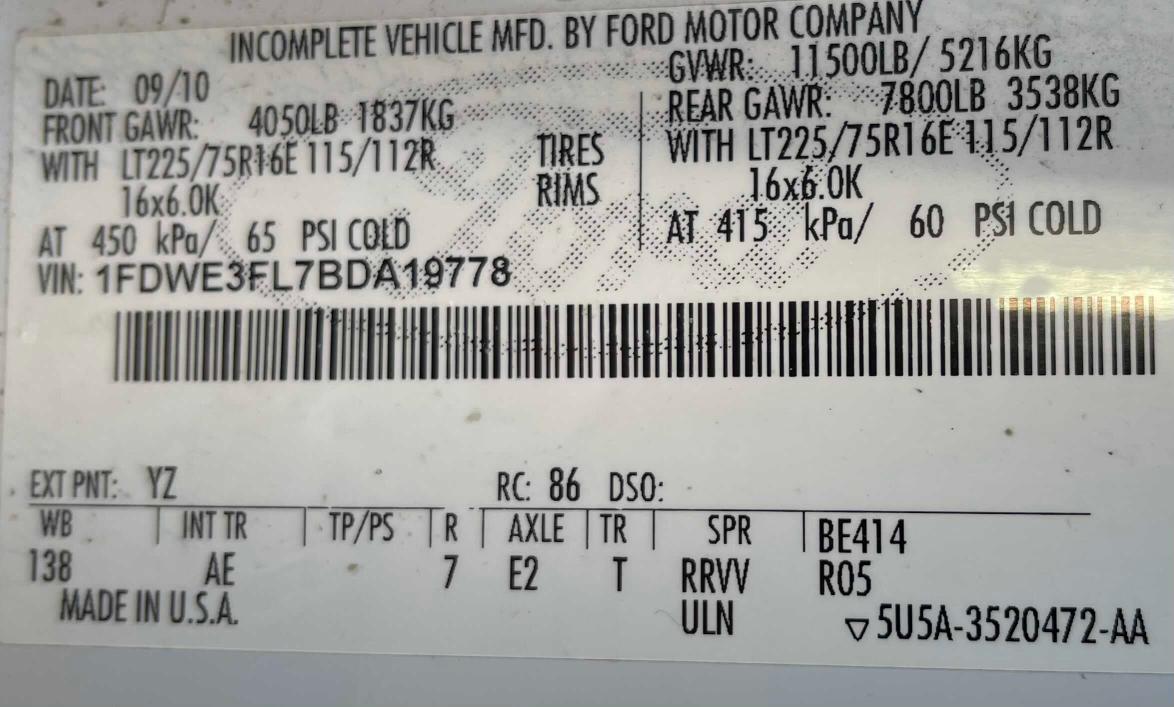 INCOMPLETE VEHICLE MFD. BY FORD MOTOR COMPANY
DATE: 09/10 GVWR: 11500LB/ 5216KG
FRONT GAWR: 4050LB 1837KG REAR GAWR: 7800LB 3538KG
WITH LT225/75R16E 115/112R TIRES WITH LT225/75R16E 115/112R
16x6.0K RIMS 16x6.0K
AT 450 kPa/ 65 PSI COLD AT 415 kPa/ 60 PSI COLD
VIN: 1FDWE3FL7BDA19778
EXT PNT: YZ RC: 86 DSO:
WB INT TR TP/PS R AXLE TR SPR BE414
138 AE 7 E2 T RRVV R05
MADE IN U.S.A. ULN ▽5U5A-3520472-AA